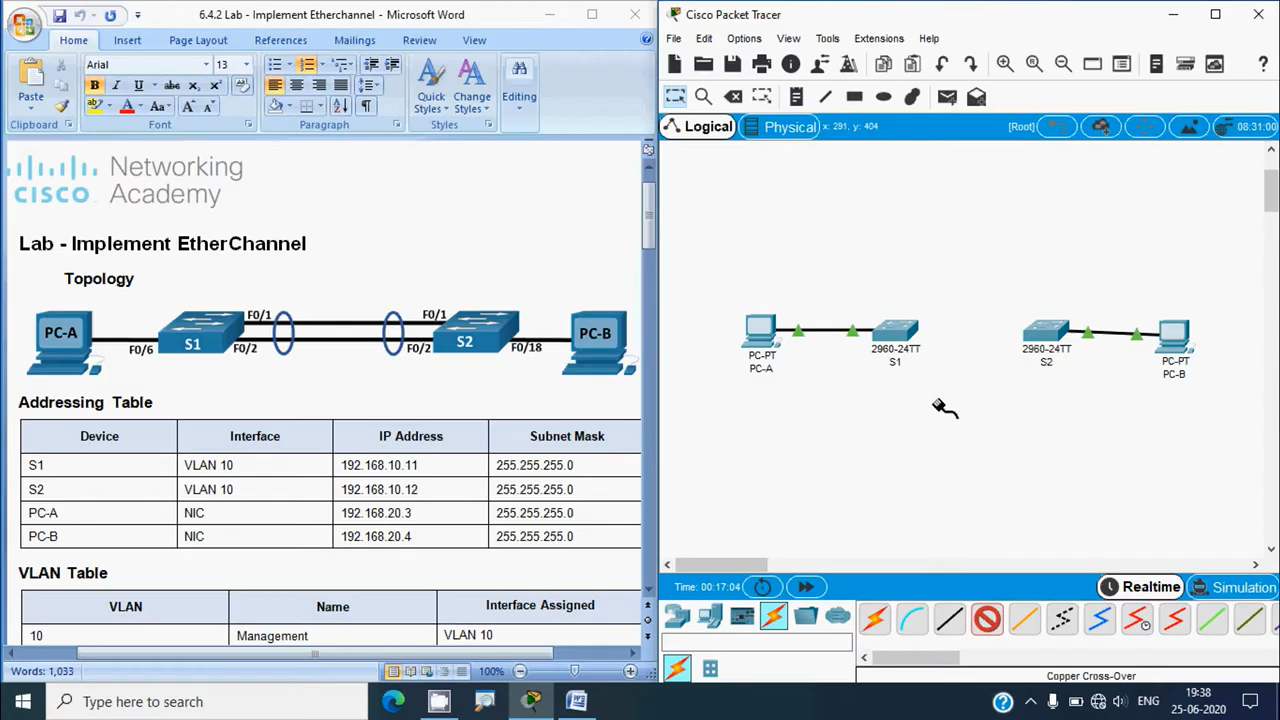 6.4.2 Lab - Implement Etherchannel - Microsoft Word
Home Insert Page Layout References Mailings Review View
Paste
Clipboard
Arial 13
B I U abc x₂ x²
ab A Aa A A
Font
Paragraph
Quick Styles
Change Styles
Styles
Editing
Networking
CISCO Academy
Lab - Implement EtherChannel
Topology
PC-A F0/6 S1 F0/1 F0/2 F0/1 F0/2 S2 F0/18 PC-B
Addressing Table
Device Interface IP Address Subnet Mask
S1 VLAN 10 192.168.10.11 255.255.255.0
S2 VLAN 10 192.168.10.12 255.255.255.0
PC-A NIC 192.168.20.3 255.255.255.0
PC-B NIC 192.168.20.4 255.255.255.0
VLAN Table
VLAN Name Interface Assigned
10 Management VLAN 10
Words: 1,033
100%
Cisco Packet Tracer
File Edit Options View Tools Extensions Help
Logical Physical x: 291, y: 404 [Root] 08:31:00
PC-PT
PC-A
2960-24TT
S1
2960-24TT
S2
PC-PT
PC-B
Time: 00:17:04 Realtime Simulation
Copper Cross-Over
Type here to search
ENG
19:38
25-06-2020